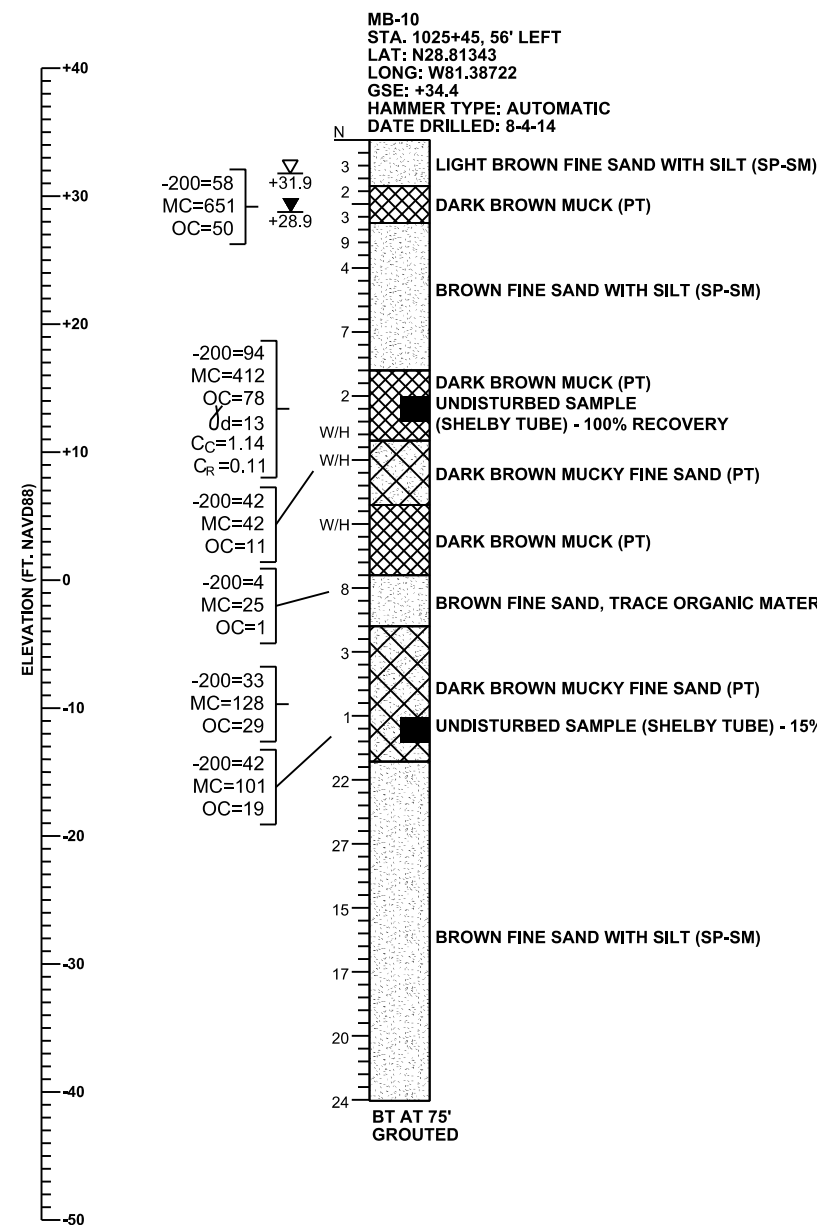 MB-10
STA. 1025+45, 56' LEFT
LAT: N28.81343
LONG: W81.38722
GSE: +34.4
HAMMER TYPE: AUTOMATIC
DATE DRILLED: 8-4-14
ELEVATION (FT. NAVD88)
+40
+30
+20
+10
0
-10
-20
-30
-40
-50
-200=58
MC=651
OC=50
+31.9
+28.9
-200=94
MC=412
OC=78
γd=13
CC=1.14
CR=0.11
-200=42
MC=42
OC=11
-200=4
MC=25
OC=1
-200=33
MC=128
OC=29
-200=42
MC=101
OC=19
N
3
2
3
9
4
7
2
W/H
W/H
W/H
8
3
1
22
27
15
17
20
24
LIGHT BROWN FINE SAND WITH SILT (SP-SM)
DARK BROWN MUCK (PT)
BROWN FINE SAND WITH SILT (SP-SM)
DARK BROWN MUCK (PT)
UNDISTURBED SAMPLE
(SHELBY TUBE) - 100% RECOVERY
DARK BROWN MUCKY FINE SAND (PT)
DARK BROWN MUCK (PT)
BROWN FINE SAND, TRACE ORGANIC MATER
DARK BROWN MUCKY FINE SAND (PT)
UNDISTURBED SAMPLE (SHELBY TUBE) - 15%
BROWN FINE SAND WITH SILT (SP-SM)
BT AT 75'
GROUTED